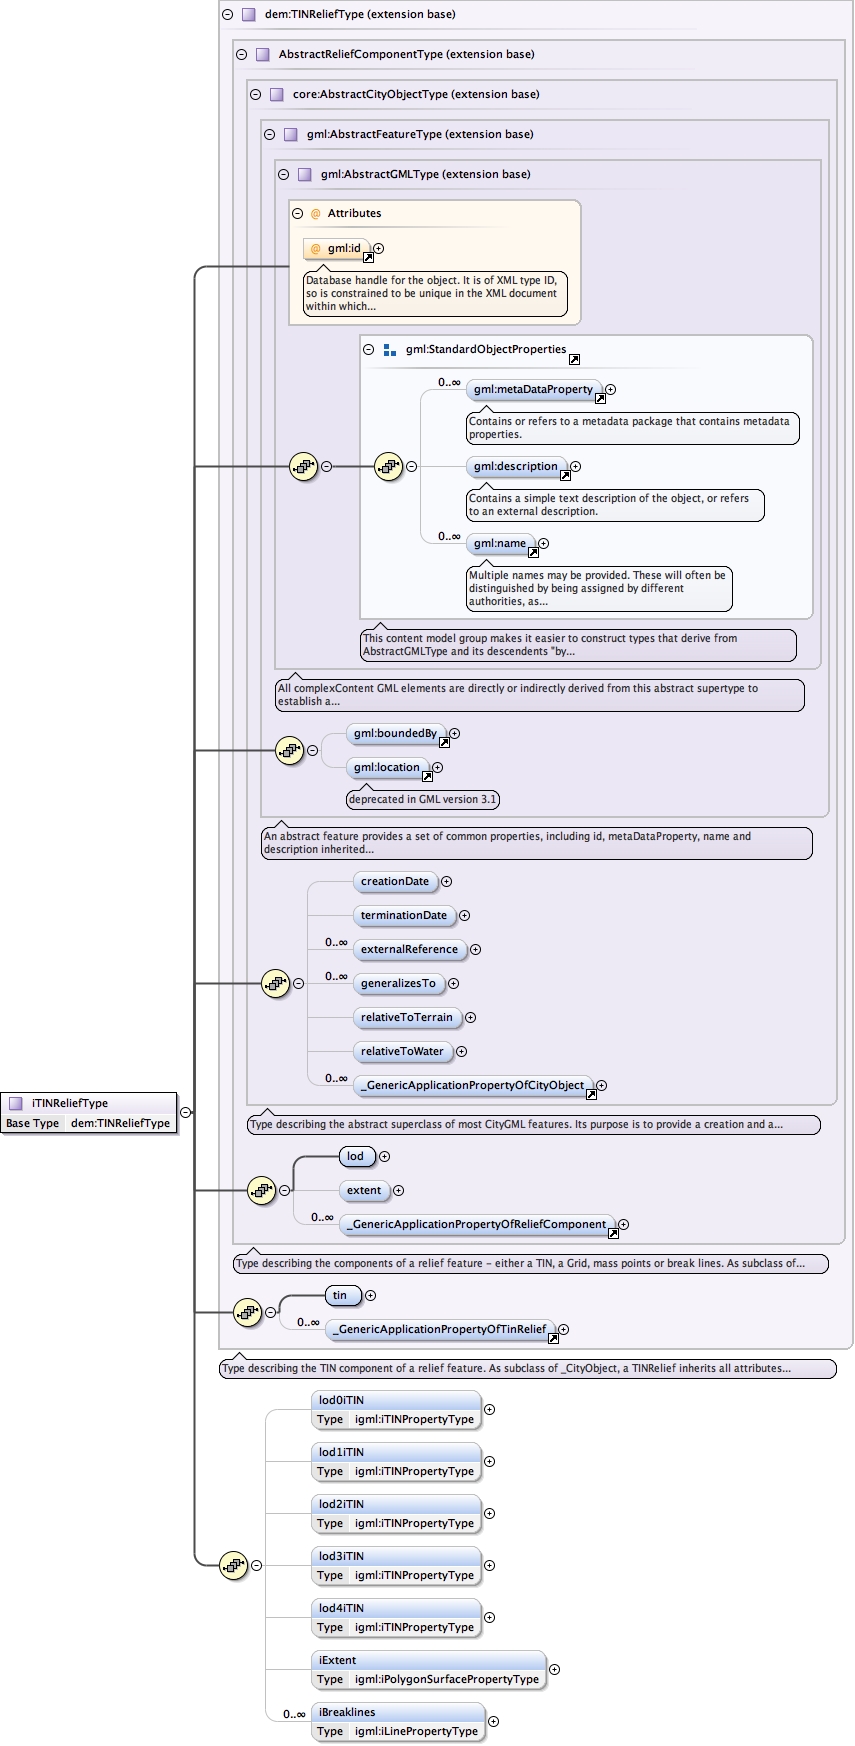 dem:TINReliefType (extension base)
AbstractReliefComponentType (extension base)
core:AbstractCityObjectType (extension base)
gml:AbstractFeatureType (extension base)
gml:AbstractGMLType (extension base)
@ Attributes
@ gml:id
Database handle for the object. It is of XML type ID,
so is constrained to be unique in the XML document
within which...
gml:StandardObjectProperties
0..∞
gml:metaDataProperty
Contains or refers to a metadata package that contains metadata
properties.
gml:description
Contains a simple text description of the object, or refers
to an external description.
0..∞
gml:name
Multiple names may be provided. These will often be
distinguished by being assigned by different
authorities, as...
This content model group makes it easier to construct types that derive from
AbstractGMLType and its descendents "by...
All complexContent GML elements are directly or indirectly derived from this abstract supertype to
establish a...
gml:boundedBy
gml:location
deprecated in GML version 3.1
An abstract feature provides a set of common properties, including id, metaDataProperty, name and
description inherited...
creationDate
terminationDate
0..∞ externalReference
0..∞ generalizesTo
relativeToTerrain
relativeToWater
0..∞ _GenericApplicationPropertyOfCityObject
iTINReliefType
Base Type dem:TINReliefType
Type describing the abstract superclass of most CityGML features. Its purpose is to provide a creation and a...
lod
extent
0..∞ _GenericApplicationPropertyOfReliefComponent
Type describing the components of a relief feature - either a TIN, a Grid, mass points or break lines. As subclass of...
tin
0..∞ _GenericApplicationPropertyOfTinRelief
Type describing the TIN component of a relief feature. As subclass of _CityObject, a TINRelief inherits all attributes...
lod0iTIN
Type igml:iTINPropertyType
lod1iTIN
Type igml:iTINPropertyType
lod2iTIN
Type igml:iTINPropertyType
lod3iTIN
Type igml:iTINPropertyType
lod4iTIN
Type igml:iTINPropertyType
iExtent
Type igml:iPolygonSurfacePropertyType
0..∞ iBreaklines
Type igml:iLinePropertyType